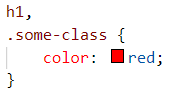 h1,
.some-class {
    color: red;
}